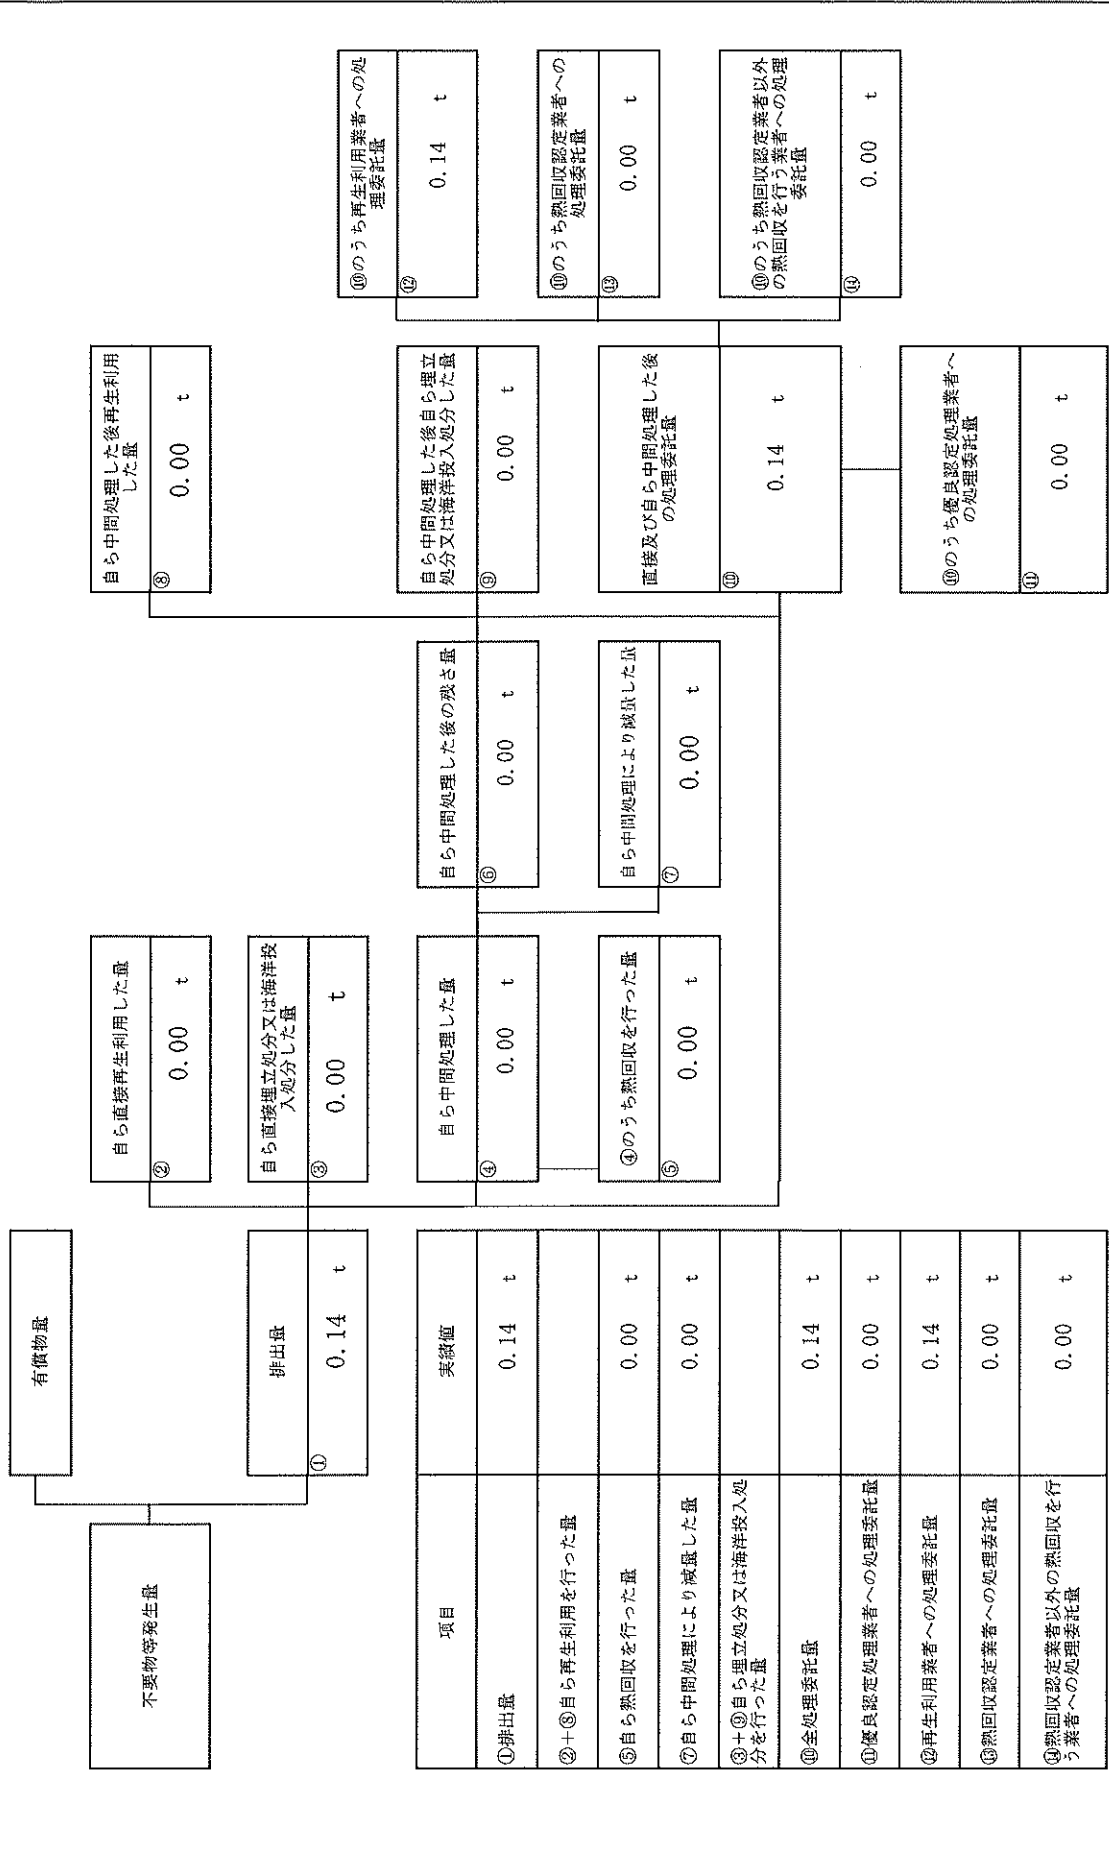 不要物等発生量
有償物量
排出量
① 0.14 t
自ら直接再生利用した量
② 0.00 t
自ら直接埋立処分又は海洋投
入処分した量
③ 0.00 t
自ら中間処理した量
④ 0.00 t
④のうち熱回収を行った量
⑤ 0.00 t
自ら中間処理した後の残さ量
⑥ 0.00 t
自ら中間処理により減量した量
⑦ 0.00 t
自ら中間処理した後再生利用
した量
⑧ 0.00 t
自ら中間処理した後自ら埋立
処分又は海洋投入処分した量
⑨ 0.00 t
直接及び自ら中間処理した後
の処理委託量
⑩ 0.14 t
⑩のうち優良認定処理業者へ
の処理委託量
⑪ 0.00 t
⑩のうち再生利用業者への処
理委託量
⑫ 0.14 t
⑩のうち熱回収認定業者への
処理委託量
⑬ 0.00 t
⑩のうち熱回収認定業者以外
の熱回収を行う業者への処理
委託量
⑭ 0.00 t
項目 実績値
①排出量 0.14 t
②+⑧自ら再生利用を行った量
⑤自ら熱回収を行った量 0.00 t
⑦自ら中間処理により減量した量 0.00 t
③+⑨自ら埋立処分又は海洋投入処
分を行った量
⑩全処理委託量 0.14 t
⑪優良認定処理業者への処理委託量 0.00 t
⑫再生利用業者への処理委託量 0.14 t
⑬熱回収認定業者への処理委託量 0.00 t
⑭熱回収認定業者以外の熱回収を行
う業者への処理委託量 0.00 t